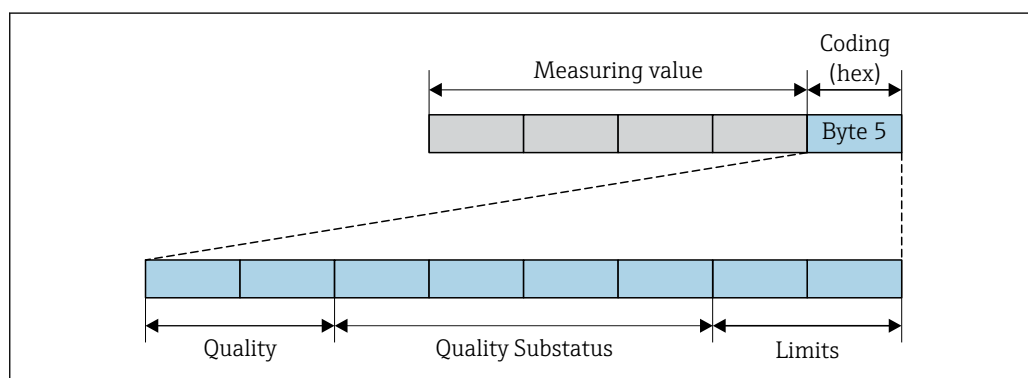 Coding
(hex)
Measuring value
Byte 5
Quality
Quality Substatus
Limits